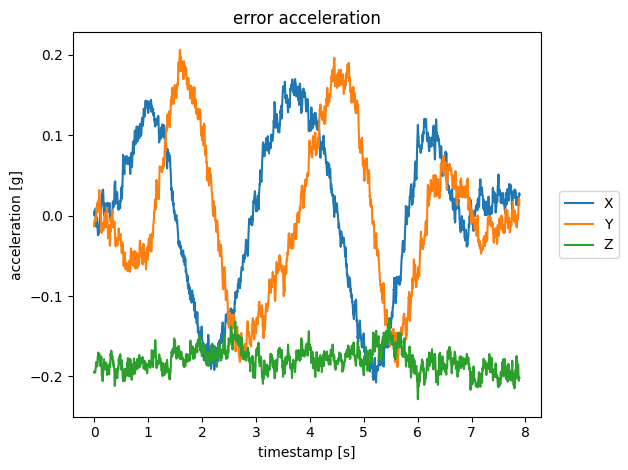 error acceleration
acceleration [g]
0.2
0.1
0.0
−0.1
−0.2
0 1 2 3 4 5 6 7 8
timestamp [s]
X
Y
Z